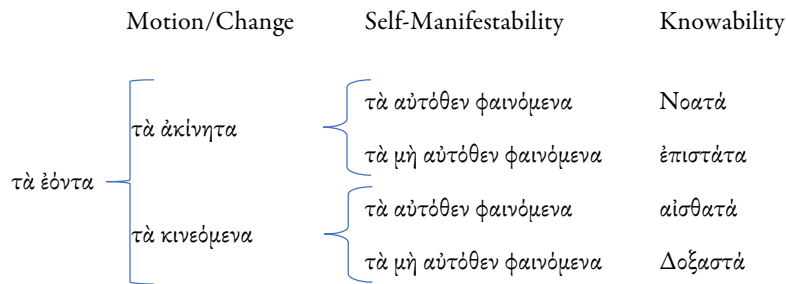 Motion/Change Self-Manifestability Knowability
τὰ αὐτόθεν φαινόμενα Νοατά
τὰ ἀκίνητα
τὰ μὴ αὐτόθεν φαινόμενα ἐπιστάτα
τὰ ἐόντα
τὰ αὐτόθεν φαινόμενα αἰσθατά
τὰ κινεόμενα
τὰ μὴ αὐτόθεν φαινόμενα Δοξαστά